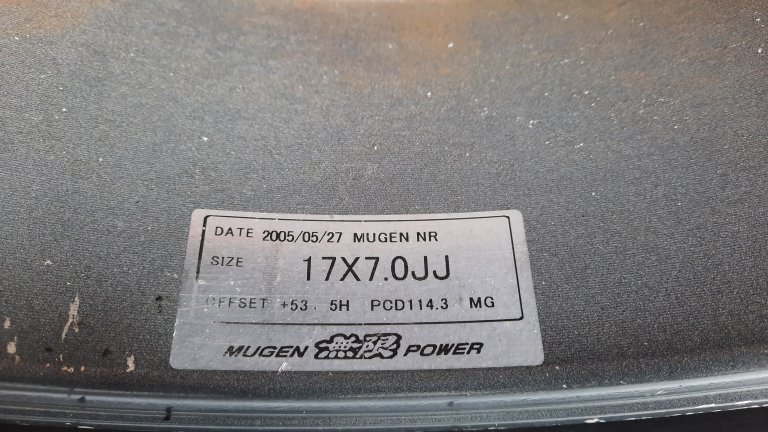 DATE 2005/05/27 MUGEN NR
SIZE 17X7.0JJ
OFFSET +53 5H PCD114.3 MG
MUGEN 無限 POWER